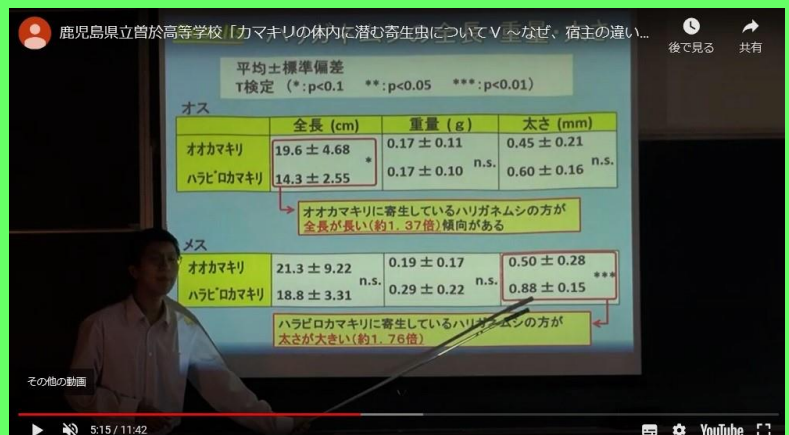 鹿児島県立曽於高等学校「カマキリの体内に潜む寄生虫についてⅤ ～なぜ、宿主の違い...
後で見る
共有
平均±標準偏差
T検定 (*:p<0.1 **:p<0.05 ***:p<0.01)
オス
全長 (cm) 重量 (g) 太さ (mm)
オオカマキリ 19.6 ± 4.68 * 0.17 ± 0.11 n.s. 0.45 ± 0.21 n.s.
ハラビロカマキリ 14.3 ± 2.55 0.17 ± 0.10 0.60 ± 0.16
オオカマキリに寄生しているハリガネムシの方が
全長が長い(約1.37倍)傾向がある
メス
オオカマキリ 21.3 ± 9.22 n.s. 0.19 ± 0.17 n.s. 0.50 ± 0.28 ***
ハラビロカマキリ 18.8 ± 3.31 0.29 ± 0.22 0.88 ± 0.15
ハラビロカマキリに寄生しているハリガネムシの方が
太さが大きい(約1.76倍)
その他の動画
5:15 / 11:42
YouTube